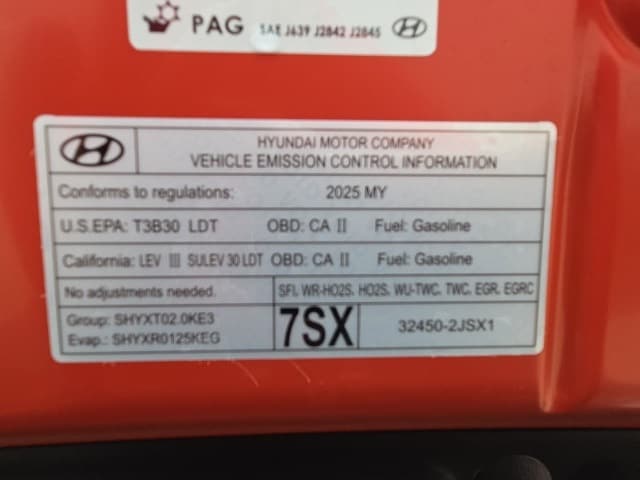 PAG SAE J639 J2842 J2845
HYUNDAI MOTOR COMPANY
VEHICLE EMISSION CONTROL INFORMATION
Conforms to regulations: 2025 MY
U.S.EPA: T3B30 LDT OBD: CA II Fuel: Gasoline
California: LEV III SULEV30 LDT OBD: CA II Fuel: Gasoline
No adjustments needed. SFI, WR-HO2S, HO2S, WU-TWC, TWC, EGR, EGRC
Group: SHYXT02.0KE3
Evap.: SHYXR0125KEG
7SX 32450-2JSX1